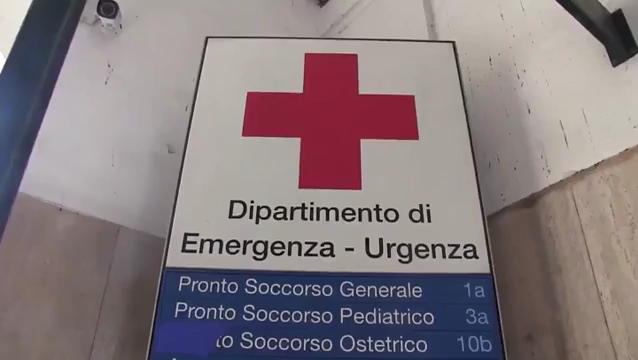 Dipartimento di
Emergenza - Urgenza
Pronto Soccorso Generale 1a
Pronto Soccorso Pediatrico 3a
to Soccorso Ostetrico 10b